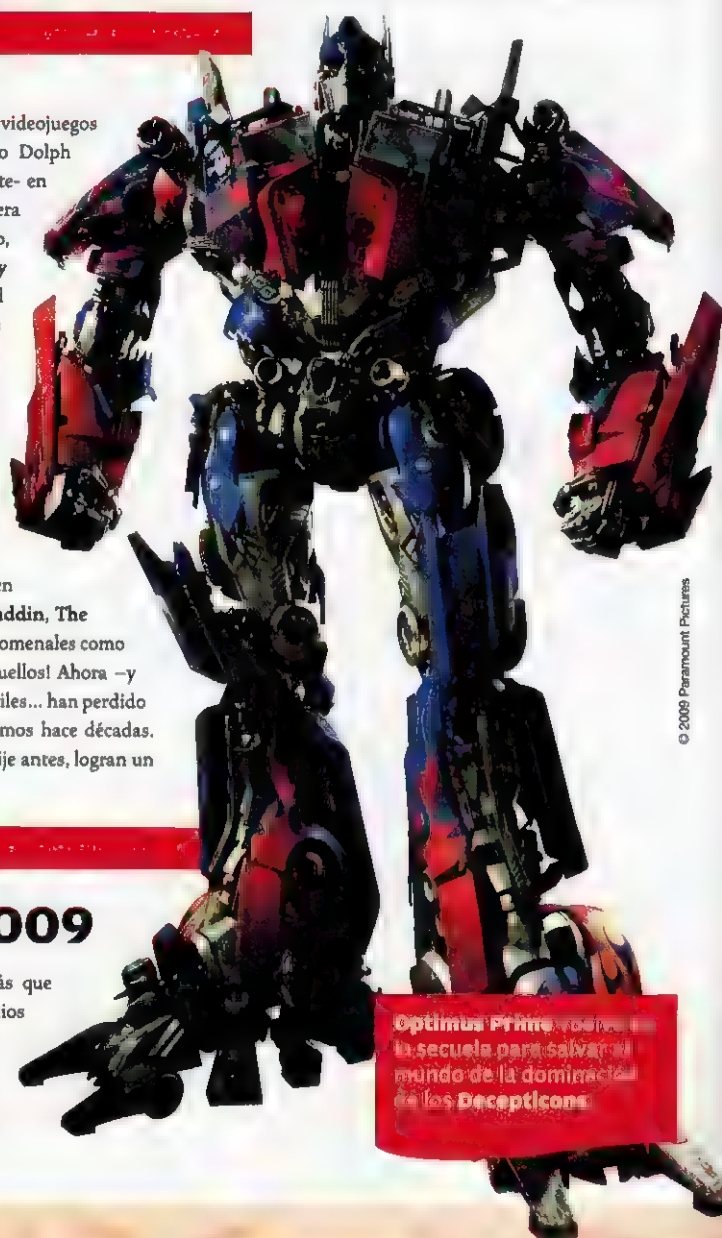 videojuegos
o Dolph
te- en
era
o,
y
d
en
addin, The
omenales como
uellos! Ahora –y
iles... han perdido
mos hace décadas.
ije antes, logran un
009
ás que
ios
© 2009 Paramount Pictures
Optimus Prime
la secuela para salvar
mundo de la
de los Decepticons